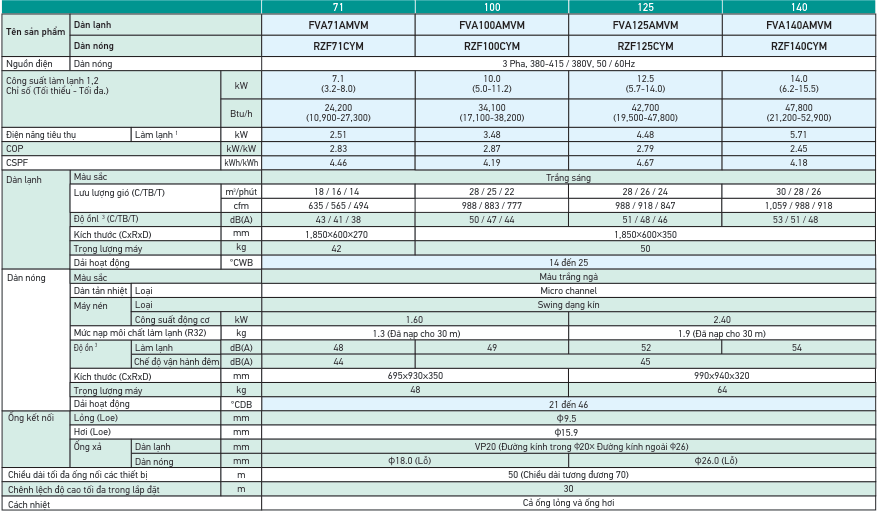 71 100 125 140
Tên sản phẩm Dàn lạnh FVA71AMVM FVA100AMVM FVA125AMVM FVA140AMVM
Dàn nóng RZF71CYM RZF100CYM RZF125CYM RZF140CYM
Nguồn điện Dàn nóng 3 Pha, 380-415 / 380V, 50 / 60Hz
Công suất làm lạnh 1,2
Chỉ số (Tối thiểu - Tối đa.)
kW 7.1 10.0 12.5 14.0
(3.2-8.0) (5.0-11.2) (5.7-14.0) (6.2-15.5)
Btu/h 24,200 34,100 42,700 47,800
(10,900-27,300) (17,100-38,200) (19,500-47,800) (21,200-52,900)
Điện năng tiêu thụ Làm lạnh 1 kW 2.51 3.48 4.48 5.71
COP kW/kW 2.83 2.87 2.79 2.45
CSPF kWh/kWh 4.46 4.19 4.67 4.18
Dàn lạnh Màu sắc Trắng sáng
Lưu lượng gió (C/TB/T) m³/phút 18 / 16 / 14 28 / 25 / 22 28 / 26 / 24 30 / 28 / 26
cfm 635 / 565 / 494 988 / 883 / 777 988 / 918 / 847 1,059 / 988 / 918
Độ ồnl 3 (C/TB/T) dB(A) 43 / 41 / 38 50 / 47 / 44 51 / 48 / 46 53 / 51 / 48
Kích thước (CxRxD) mm 1,850×600×270 1,850×600×350
Trọng lượng máy kg 42 50
Dải hoạt động °CWB 14 đến 25
Dàn nóng Màu sắc Màu trắng ngà
Dàn tản nhiệt Loại Micro channel
Máy nén Loại Swing dạng kín
Công suất động cơ kW 1.60 2.40
Mức nạp môi chất lạnh (R32) kg 1.3 (Đã nạp cho 30 m) 1.9 (Đã nạp cho 30 m)
Độ ồn 3 Làm lạnh dB(A) 48 49 52 54
Chế độ vận hành đêm dB(A) 44 45
Kích thước (CxRxD) mm 695×930×350 990×940×320
Trọng lượng máy kg 48 64
Dải hoạt động °CDB 21 đến 46
Ống kết nối Lỏng (Loe) mm Φ9.5
Hơi (Loe) mm Φ15.9
Ống xả Dàn lạnh mm VP20 (Đường kính trong Φ20× Đường kính ngoài Φ26)
Dàn nóng mm Φ18.0 (Lỗ) Φ26.0 (Lỗ)
Chiều dài tối đa ống nối các thiết bị m 50 (Chiều dài tương đương 70)
Chênh lệch độ cao tối đa trong lắp đặt m 30
Cách nhiệt Cả ống lỏng và ống hơi